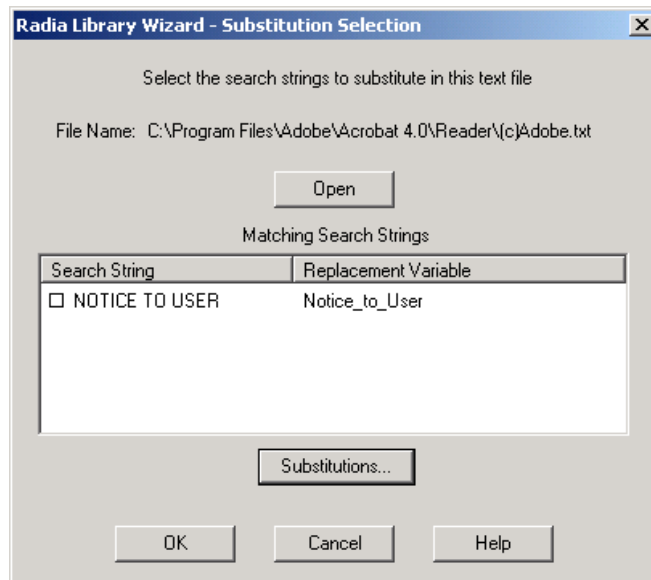 Radia Library Wizard - Substitution Selection
Select the search strings to substitute in this text file
File Name: C:\Program Files\Adobe\Acrobat 4.0\Reader\(c)Adobe.txt
Open
Matching Search Strings
Search String Replacement Variable
NOTICE TO USER Notice_to_User
Substitutions...
OK Cancel Help